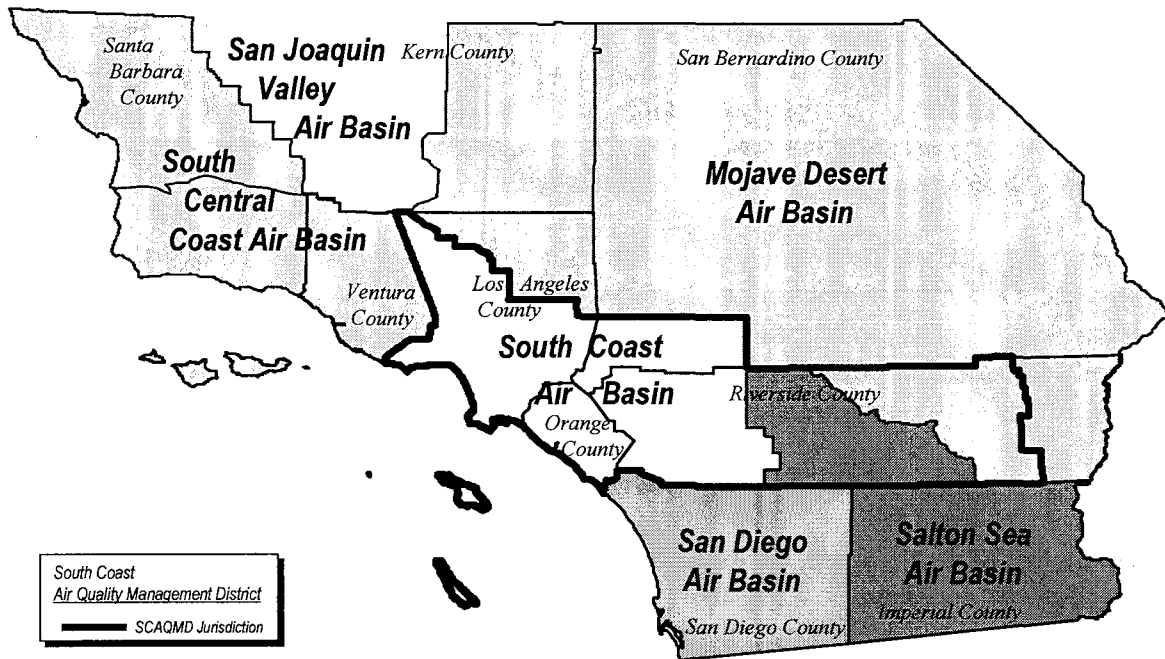 Santa
Barbara
County
San Joaquin
Valley
Air Basin
Kern County
San Bernardino County
South
Central
Coast Air Basin
Mojave Desert
Air Basin
Ventura
County
Los Angeles
County
South Coast
Air Basin
Riverside County
Orange
County
San Diego
Air Basin
San Diego County
Salton Sea
Air Basin
Imperial County
South Coast
Air Quality Management District
SCAQMD Jurisdiction